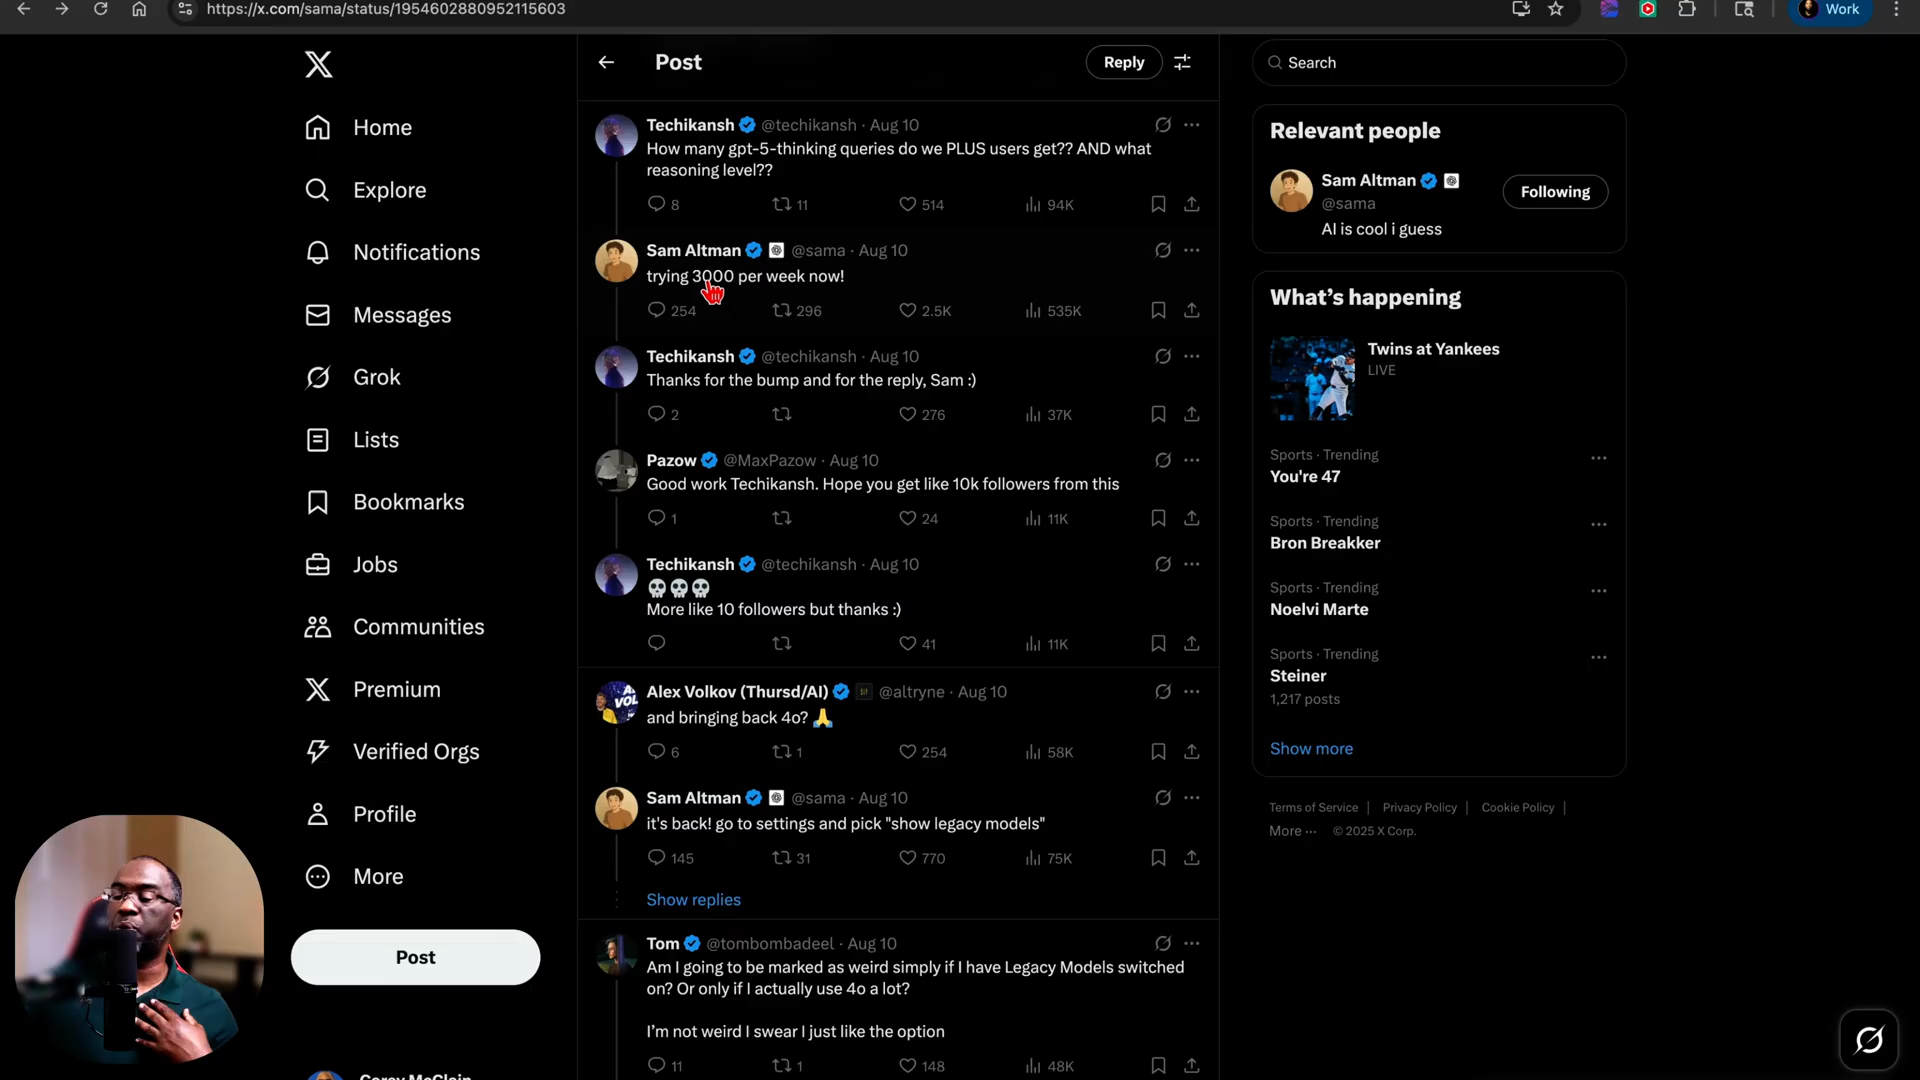 https://x.com/sama/status/1954602880952115603
Work
Post
Reply
Search
Home
Explore
Notifications
Messages
Grok
Lists
Bookmarks
Jobs
Communities
Premium
Verified Orgs
Profile
More
Post
Techikansh @techikansh · Aug 10
How many gpt-5-thinking queries do we PLUS users get?? AND what
reasoning level??
8 11 514 94K
Sam Altman @sama · Aug 10
trying 3000 per week now!
254 296 2.5K 535K
Techikansh @techikansh · Aug 10
Thanks for the bump and for the reply, Sam :)
2 276 37K
Pazow @MaxPazow · Aug 10
Good work Techikansh. Hope you get like 10k followers from this
1 24 11K
Techikansh @techikansh · Aug 10
💀💀💀
More like 10 followers but thanks :)
41 11K
Alex Volkov (Thursd/AI) @altryne · Aug 10
and bringing back 4o? 🙏
6 1 254 58K
Sam Altman @sama · Aug 10
it's back! go to settings and pick "show legacy models"
145 31 770 75K
Show replies
Tom @tombombadeel · Aug 10
Am I going to be marked as weird simply if I have Legacy Models switched
on? Or only if I actually use 4o a lot?
I'm not weird I swear I just like the option
11 1 148 48K
Relevant people
Sam Altman
@sama
AI is cool i guess
Following
What's happening
Twins at Yankees
LIVE
Sports · Trending
You're 47
Sports · Trending
Bron Breakker
Sports · Trending
Noelvi Marte
Sports · Trending
Steiner
1,217 posts
Show more
Terms of Service | Privacy Policy | Cookie Policy |
More ··· © 2025 X Corp.